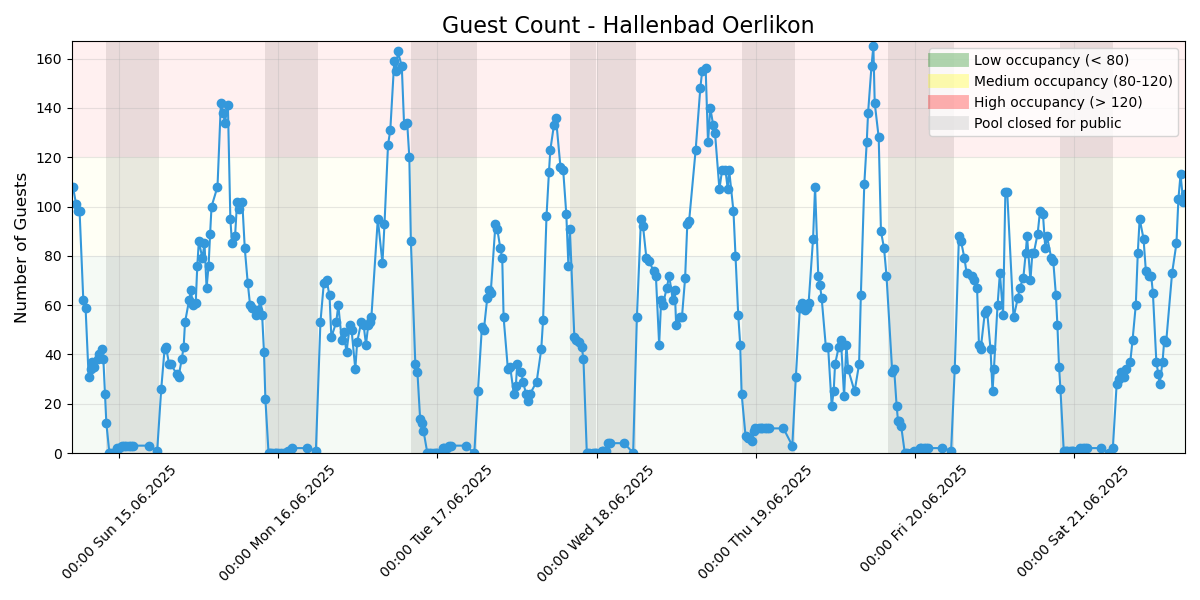 Guest Count - Hallenbad Oerlikon
Number of Guests
160
140
120
100
80
60
40
20
0
Low occupancy (< 80)
Medium occupancy (80-120)
High occupancy (> 120)
Pool closed for public
00:00 Sun 15.06.2025
00:00 Mon 16.06.2025
00:00 Tue 17.06.2025
00:00 Wed 18.06.2025
00:00 Thu 19.06.2025
00:00 Fri 20.06.2025
00:00 Sat 21.06.2025